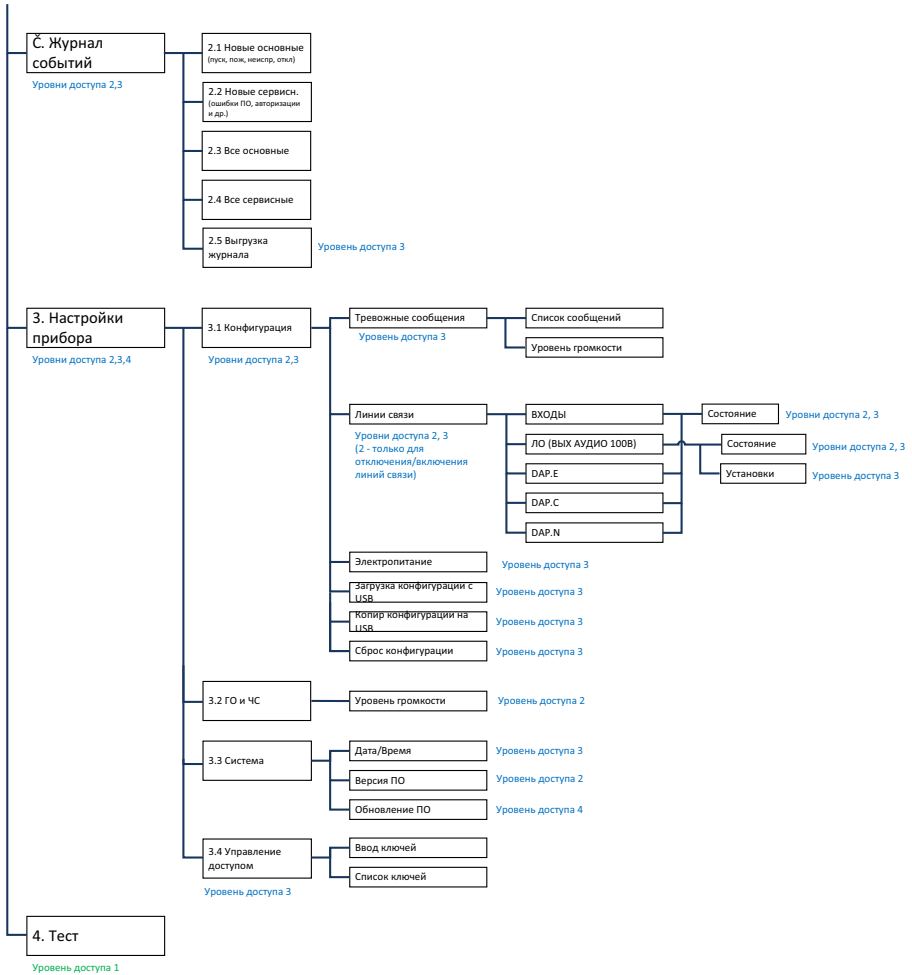 Č. Журнал
событий
Уровни доступа 2,3
2.1 Новые основные
(пуск, пож, неиспр, откл)
2.2 Новые сервисн.
(ошибки ПО, авторизации
и др.)
2.3 Все основные
2.4 Все сервисные
2.5 Выгрузка
журнала
Уровень доступа 3
3. Настройки
прибора
Уровни доступа 2,3,4
3.1 Конфигурация
Уровни доступа 2,3
Тревожные сообщения
Уровень доступа 3
Список сообщений
Уровень громкости
Линии связи
Уровни доступа 2, 3
(2 - только для
отключения/включения
линий связи)
ВХОДЫ
Состояние
Уровни доступа 2, 3
ЛО (ВЫХ АУДИО 100В)
Состояние
Уровни доступа 2, 3
DAP.E
Установки
Уровень доступа 3
DAP.C
DAP.N
Электропитание
Уровень доступа 3
Загрузка конфигурации с
USB
Уровень доступа 3
Копир конфигурации на
USB
Уровень доступа 3
Сброс конфигурации
Уровень доступа 3
3.2 ГО и ЧС
Уровень громкости
Уровень доступа 2
3.3 Система
Дата/Время
Уровень доступа 3
Версия ПО
Уровень доступа 2
Обновление ПО
Уровень доступа 4
3.4 Управление
доступом
Уровень доступа 3
Ввод ключей
Список ключей
4. Тест
Уровень доступа 1